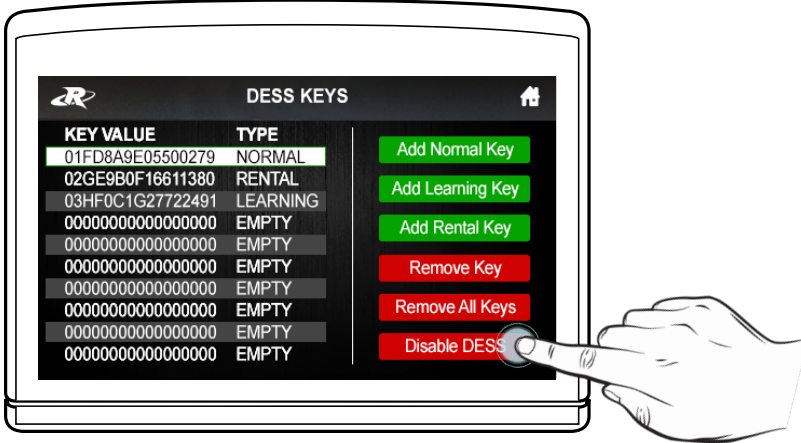 R
DESS KEYS
KEY VALUE TYPE
01FD8A9E05500279 NORMAL
02GE9B0F16611380 RENTAL
03HF0C1G27722491 LEARNING
0000000000000000 EMPTY
0000000000000000 EMPTY
0000000000000000 EMPTY
0000000000000000 EMPTY
0000000000000000 EMPTY
0000000000000000 EMPTY
0000000000000000 EMPTY
Add Normal Key
Add Learning Key
Add Rental Key
Remove Key
Remove All Keys
Disable DESS